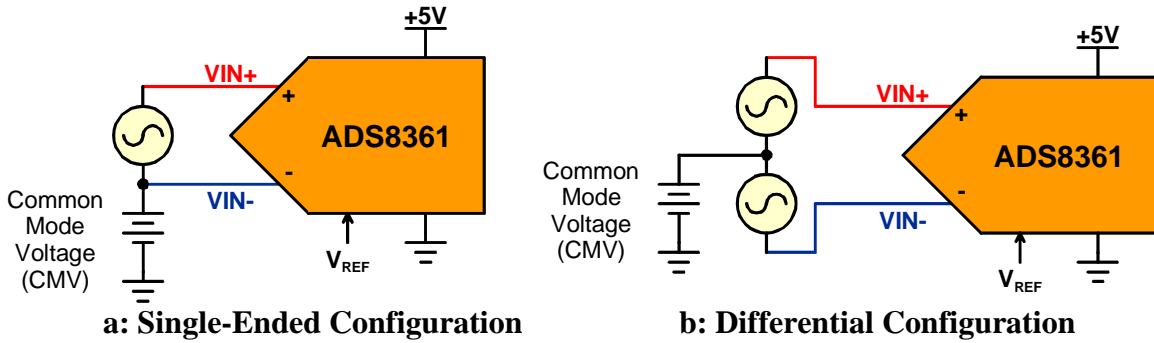 +5V
VIN+
+
ADS8361
-
VIN-
Common
Mode
Voltage
(CMV)
VREF
a: Single-Ended Configuration
+5V
VIN+
+
ADS8361
-
VIN-
Common
Mode
Voltage
(CMV)
VREF
b: Differential Configuration